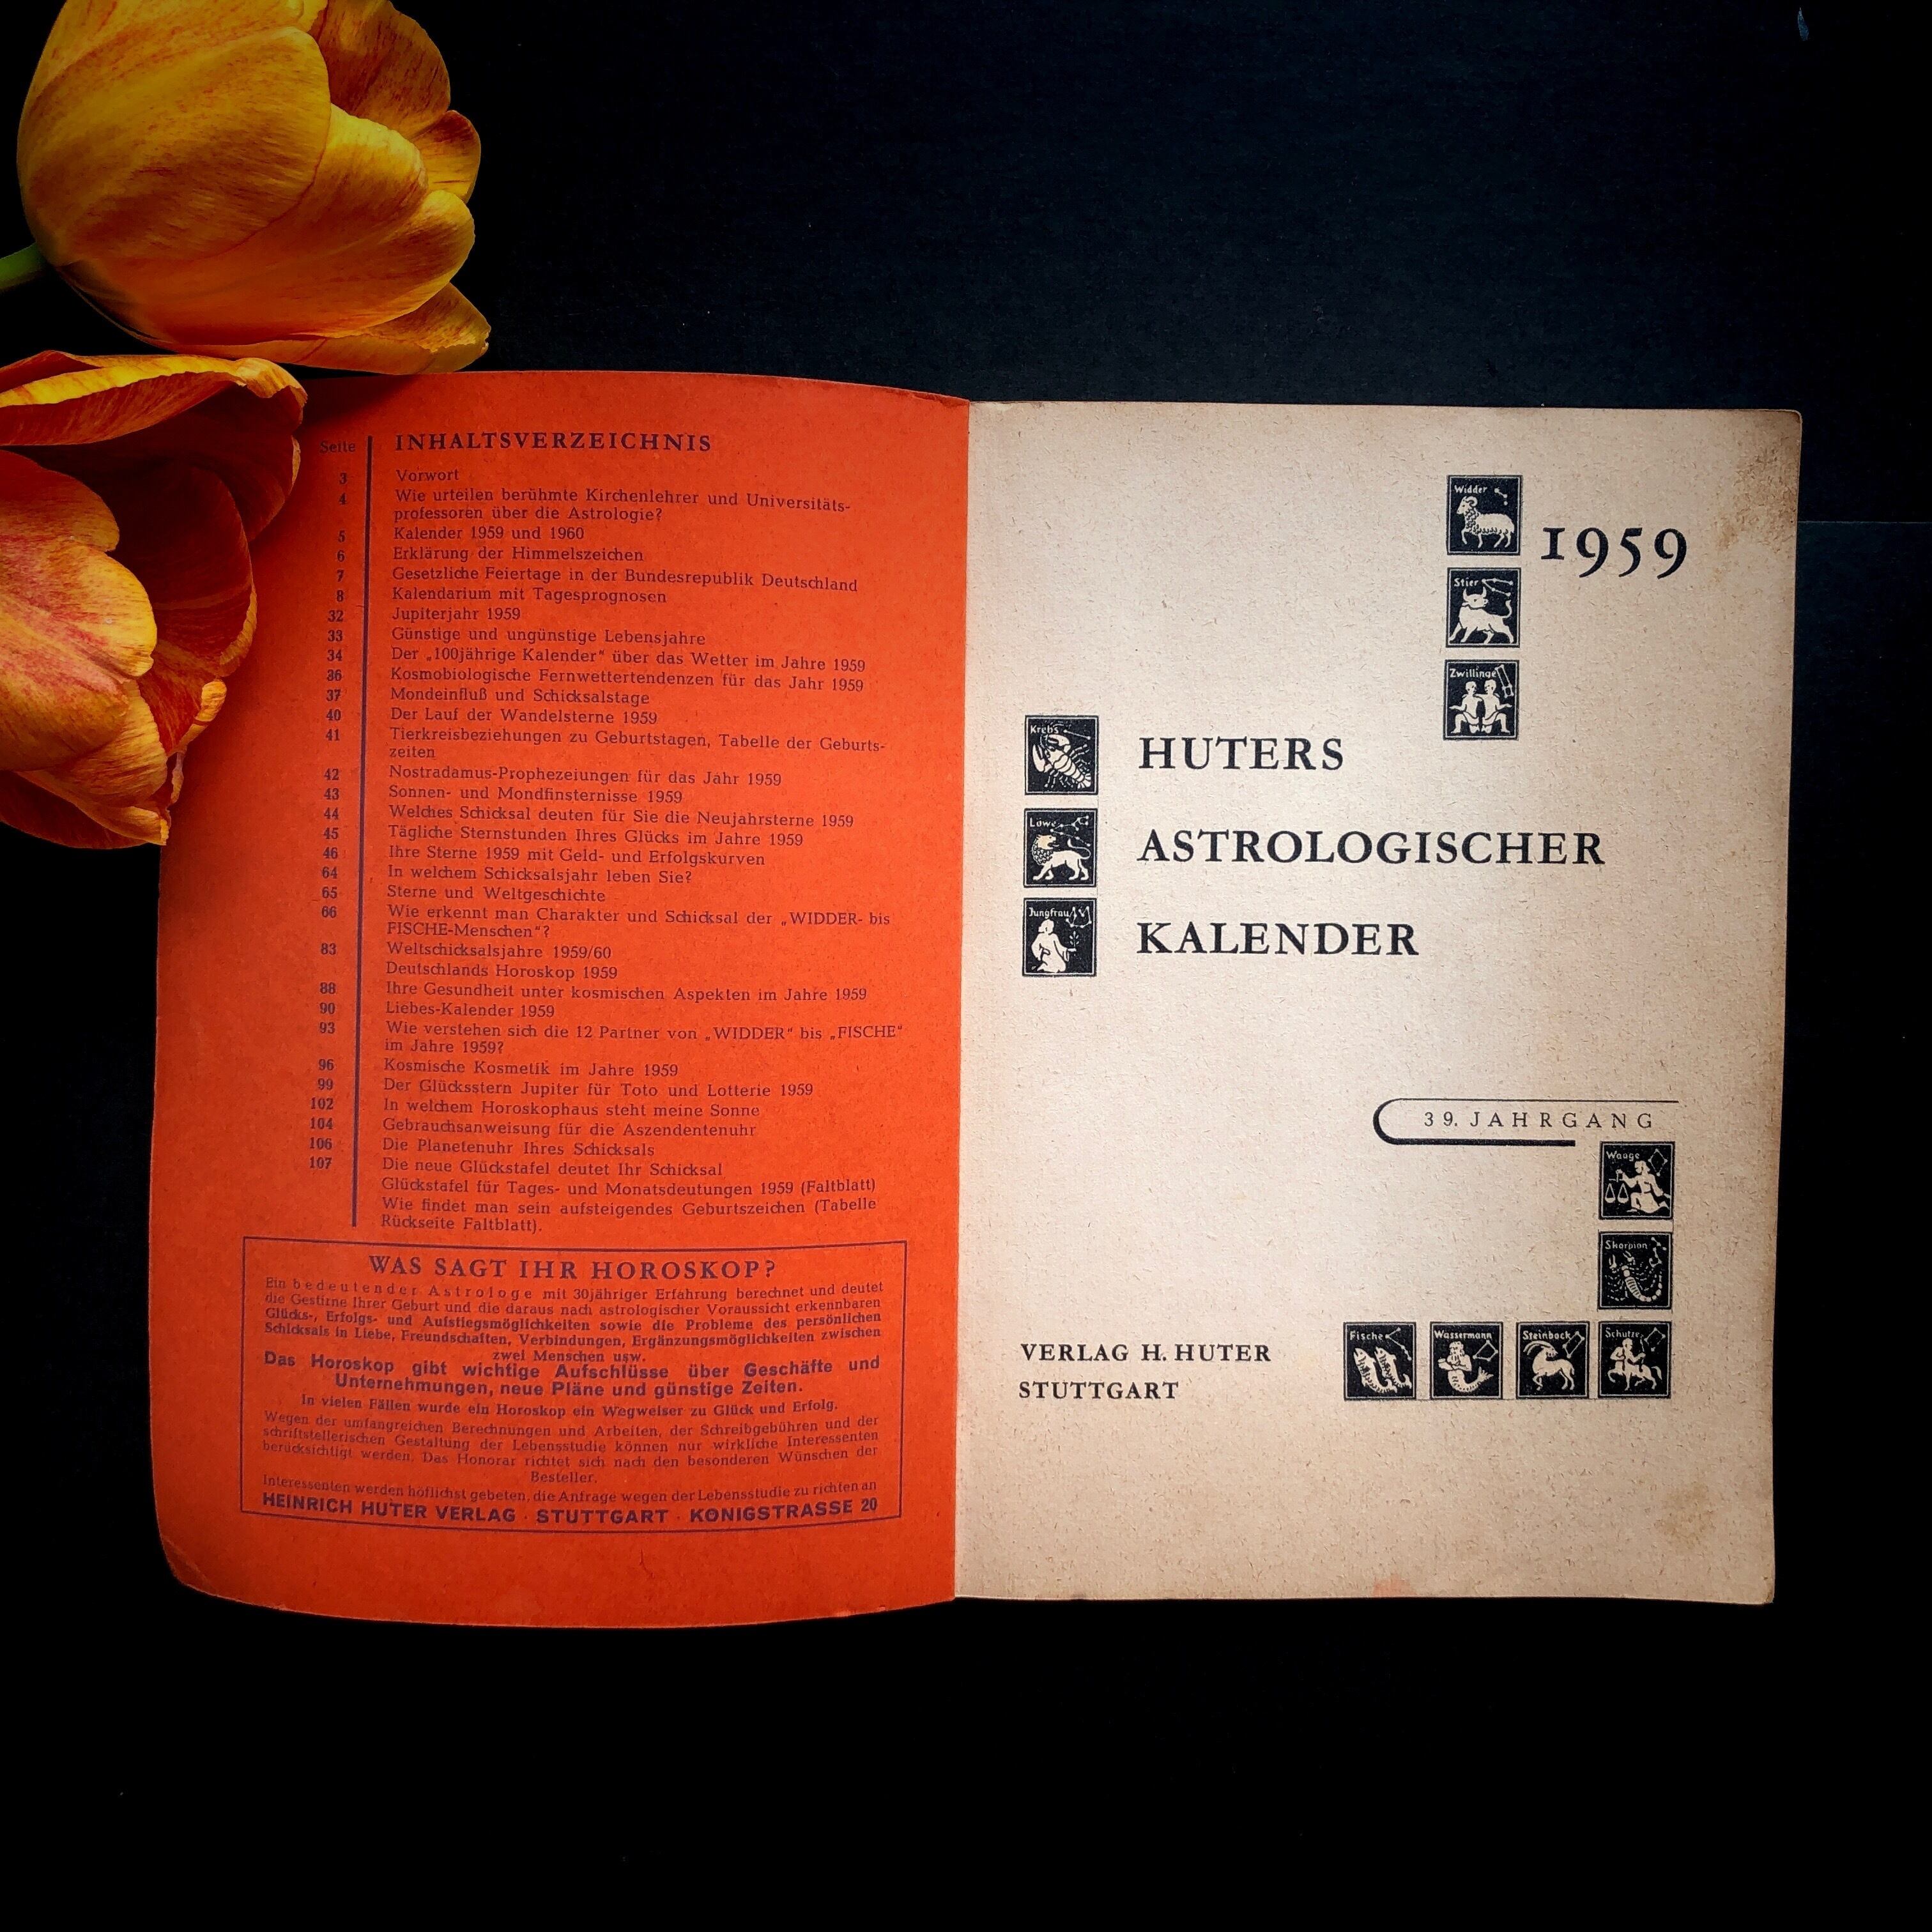 Seite INHALTSVERZEICHNIS
3 Vorwort
4 Wie urteilen berühmte Kirchenlehrer und Universitäts-
professoren über die Astrologie?
5 Kalender 1959 und 1960
6 Erklärung der Himmelszeichen
7 Gesetzliche Feiertage in der Bundesrepublik Deutschland
8 Kalendarium mit Tagesprognosen
32 Jupiterjahr 1959
33 Günstige und ungünstige Lebensjahre
34 Der „100jährige Kalender“ über das Wetter im Jahre 1959
36 Kosmobiologische Fernwettertendenzen für das Jahr 1959
37 Mondeinfluß und Schicksalstage
40 Der Lauf der Wandelsterne 1959
41 Tierkreisbeziehungen zu Geburtstagen, Tabelle der Geburts-
zeiten
42 Nostradamus-Prophezeiungen für das Jahr 1959
43 Sonnen- und Mondfinsternisse 1959
44 Welches Schicksal deuten für Sie die Neujahrsterne 1959
45 Tägliche Sternstunden Ihres Glücks im Jahre 1959
46 Ihre Sterne 1959 mit Geld- und Erfolgskurven
64 In welchem Schicksalsjahr leben Sie?
65 Sterne und Weltgeschichte
66 Wie erkennt man Charakter und Schicksal der „WIDDER- bis
FISCHE-Menschen“?
83 Weltschicksalsjahre 1959/60
Deutschlands Horoskop 1959
88 Ihre Gesundheit unter kosmischen Aspekten im Jahre 1959
90 Liebes-Kalender 1959
93 Wie verstehen sich die 12 Partner von „WIDDER“ bis „FISCHE“
im Jahre 1959?
96 Kosmische Kosmetik im Jahre 1959
99 Der Glücksstern Jupiter für Toto und Lotterie 1959
102 In welchem Horoskophaus steht meine Sonne
104 Gebrauchsanweisung für die Aszendentenuhr
106 Die Planetenuhr Ihres Schicksals
107 Die neue Glückstafel deutet Ihr Schicksal
Glückstafel für Tages- und Monatsdeutungen 1959 (Faltblatt)
Wie findet man sein aufsteigendes Geburtszeichen (Tabelle
Rückseite Faltblatt).
WAS SAGT IHR HOROSKOP?
Ein bedeutender Astrologe mit 30jähriger Erfahrung berechnet und deutet
die Gestirne Ihrer Geburt und die daraus nach astrologischer Voraussicht erkennbaren
Glücks-, Erfolgs- und Aufstiegsmöglichkeiten sowie die Probleme des persönlichen
Schicksals in Liebe, Freundschaften, Verbindungen, Ergänzungsmöglichkeiten zwischen
zwei Menschen usw.
Das Horoskop gibt wichtige Aufschlüsse über Geschäfte und
Unternehmungen, neue Pläne und günstige Zeiten.
In vielen Fällen wurde ein Horoskop ein Wegweiser zu Glück und Erfolg.
Wegen der umfangreichen Berechnungen und Arbeiten, der Schreibgebühren und der
schriftstellerischen Gestaltung der Lebensstudie können nur wirkliche Interessenten
berücksichtigt werden. Das Honorar richtet sich nach den besonderen Wünschen der
Besteller.
Interessenten werden höflichst gebeten, die Anfrage wegen der Lebensstudie zu richten an
HEINRICH HUTER VERLAG · STUTTGART · KÖNIGSTRASSE 20
Widder
1959
Stier
Zwillinge
Krebs
HUTERS
Löwe
ASTROLOGISCHER
Jungfrau
KALENDER
39. JAHRGANG
Waage
Skorpion
VERLAG H. HUTER
STUTTGART
Fische Wassermann Steinbock Schütze